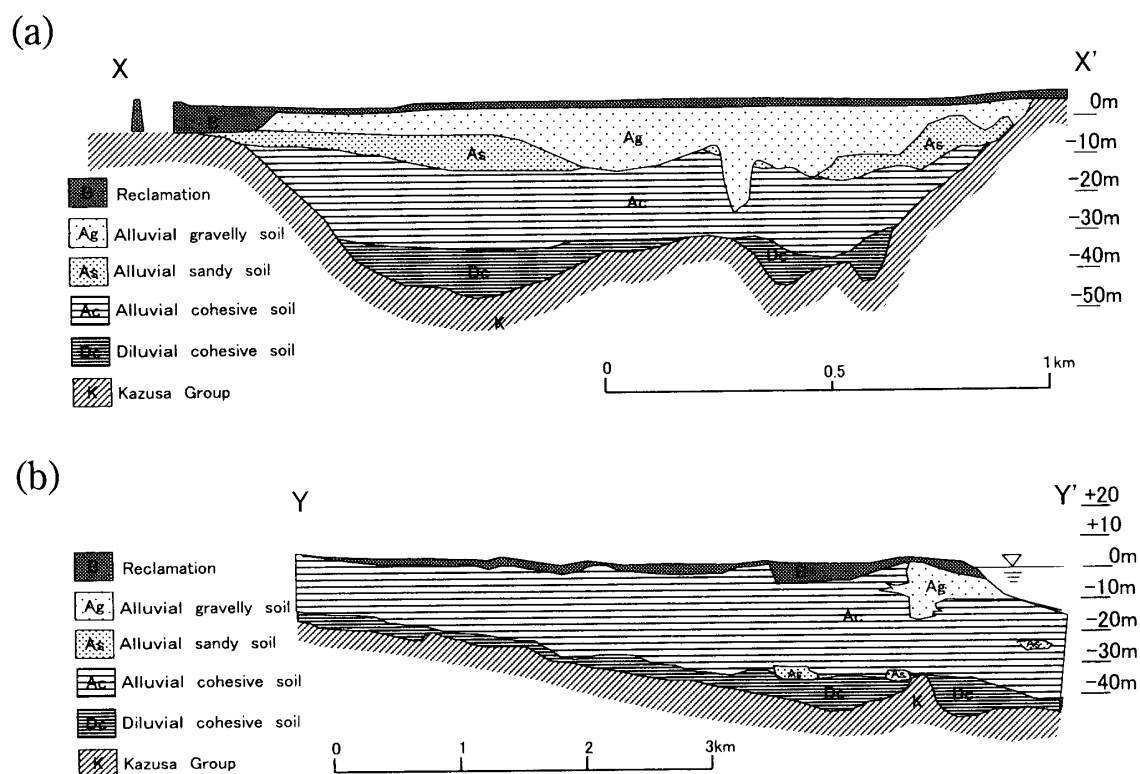 (a)
X
X'
0m
-10m
-20m
-30m
-40m
-50m
B
Ag
As
As
Ac
Dc
Dc
K
B Reclamation
Ag Alluvial gravelly soil
As Alluvial sandy soil
Ac Alluvial cohesive soil
Dc Diluvial cohesive soil
K Kazusa Group
0 0.5 1km
(b)
Y
Y'
+20
+10
0m
-10m
-20m
-30m
-40m
B
Ag
Ac
As
As
As
Dc
K
Dc
B Reclamation
Ag Alluvial gravelly soil
As Alluvial sandy soil
Ac Alluvial cohesive soil
Dc Diluvial cohesive soil
K Kazusa Group
0 1 2 3km